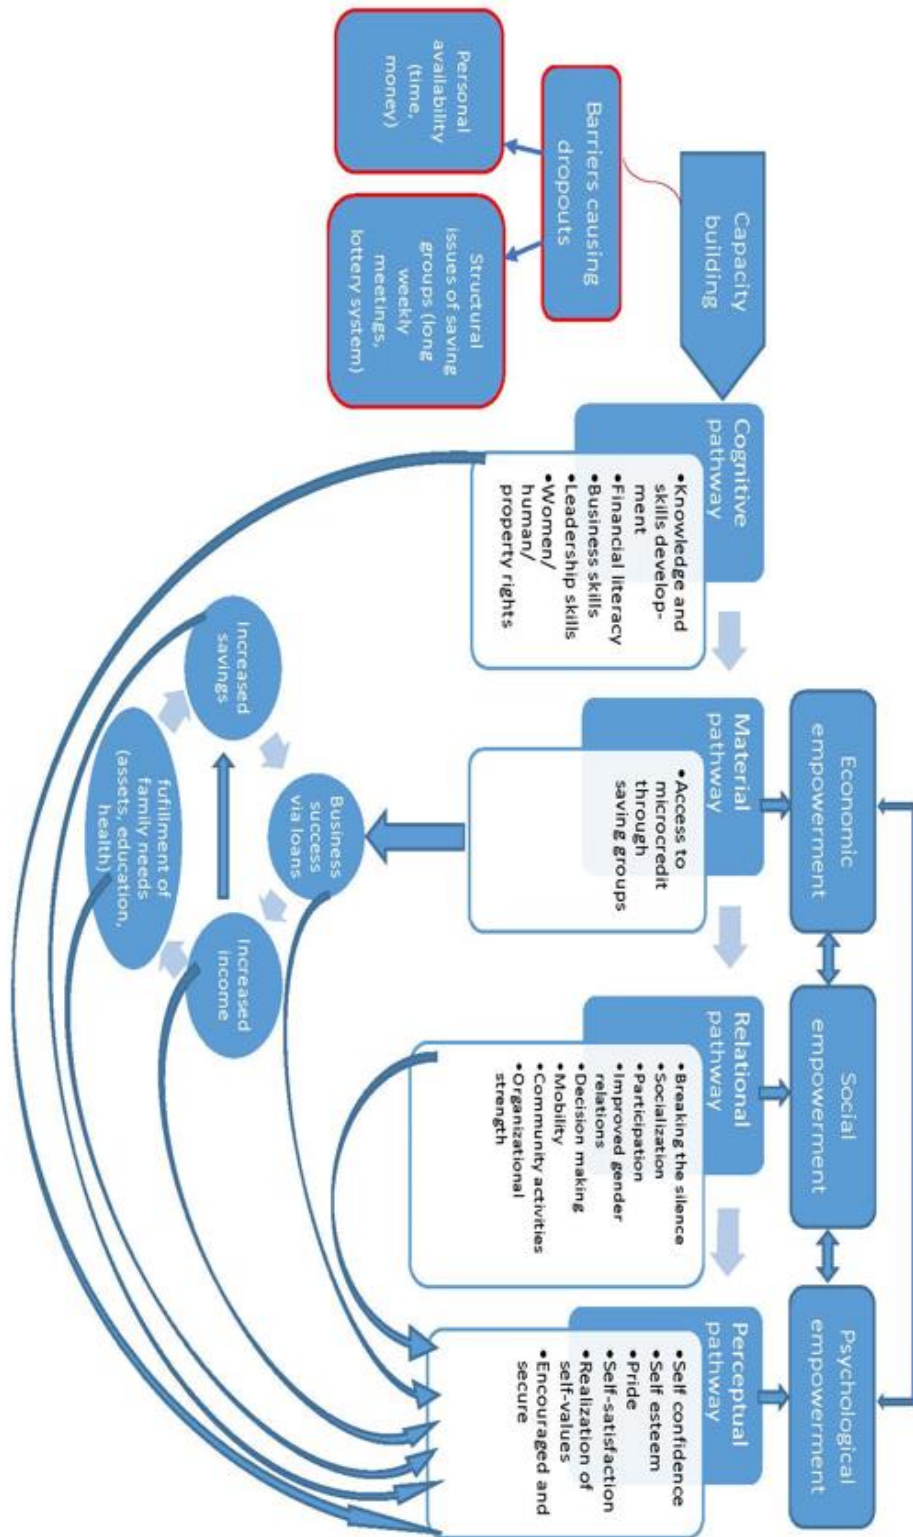 Economic
empowerment
Social
empowerment
Psychological
empowerment
Capacity
building
Cognitive
pathway
•Knowledge and
skills develop-
ment
•Financial literacy
•Business skills
•Leadership skills
•Women/
human/
property rights
Material
pathway
•Access to
microcredit
through
saving groups
Relational
pathway
•Breaking the silence
•Socialization
•Participation
•Improved gender
relations
•Decision making
•Mobility
•Community activities
•Organizational
strength
Perceptual
pathway
•Self confidence
•Self esteem
•Pride
•Self-satisfaction
•Realization of
self-values
•Encouraged and
secure
Barriers causing
dropouts
Personal
availability
(time,
money)
Structural
issues of saving
groups (long
weekly
meetings,
lottery system)
Business
success
via loans
Increased
savings
Increased
income
fufillment of
family needs
(assets, education,
health)